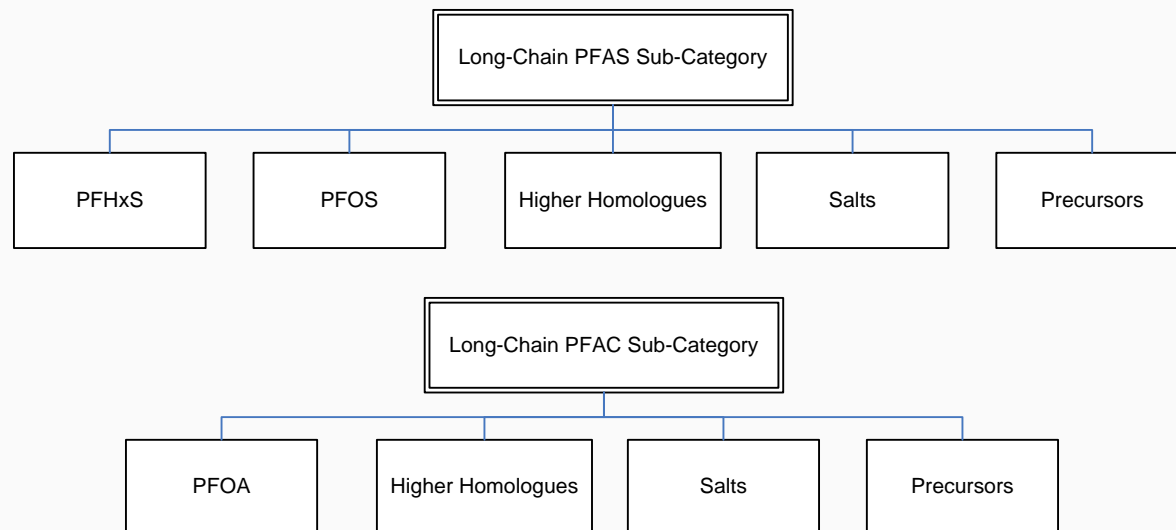 Long-Chain PFAS Sub-Category
PFHxS
PFOS
Higher Homologues
Salts
Precursors
Long-Chain PFAC Sub-Category
PFOA
Higher Homologues
Salts
Precursors